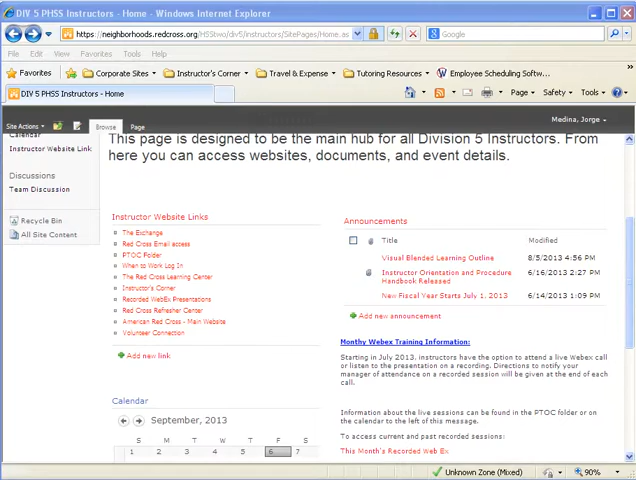 DIV 5 PHSS Instructors - Home - Windows Internet Explorer
https://neighborhoods.redcross.org/HSStwo/div5/instructors/SitePages/Home.as
Google
File Edit View Favorites Tools Help
Favorites Corporate Sites Instructor's Corner Travel & Expense Tutoring Resources Employee Scheduling Softw...
DIV 5 PHSS Instructors - Home
Page Safety Tools
Site Actions Browse Page Medina, Jorge
Calendar
Instructor Website Link
Discussions
Team Discussion
Recycle Bin
All Site Content
This page is designed to be the main hub for all Division 5 Instructors. From
here you can access websites, documents, and event details.
Instructor Website Links
The Exchange
Red Cross Email access
PTOC Folder
When to Work Log In
The Red Cross Learning Center
Instructor's Corner
Recorded WebEx Presentations
Red Cross Refresher Center
American Red Cross - Main Website
Volunteer Connection
Add new link
Calendar
September, 2013
S M T W T F S
1 2 3 4 5 6 7
Announcements
Title Modified
Visual Blended Learning Outline 8/5/2013 4:56 PM
Instructor Orientation and Procedure
Handbook Released 6/16/2013 2:27 PM
New Fiscal Year Starts July 1, 2013 6/14/2013 1:09 PM
Add new announcement
Monthy Webex Training Information:
Starting in July 2013, instructors have the option to attend a live Webex call
or listen to the presentation on a recording. Directions to notify your
manager of attendance on a recorded session will be given at the end of each
call.
Information about the live sessions can be found in the PTOC folder or on
the calendar to the left of this message.
To access current and past recorded sessions:
This Month's Recorded Web Ex
Unknown Zone (Mixed) 90%